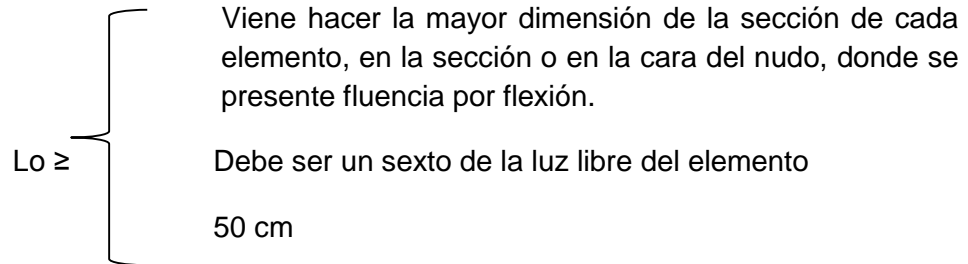 Viene hacer la mayor dimensión de la sección de cada
elemento, en la sección o en la cara del nudo, donde se
presente fluencia por flexión.
Lo ≥ Debe ser un sexto de la luz libre del elemento
50 cm